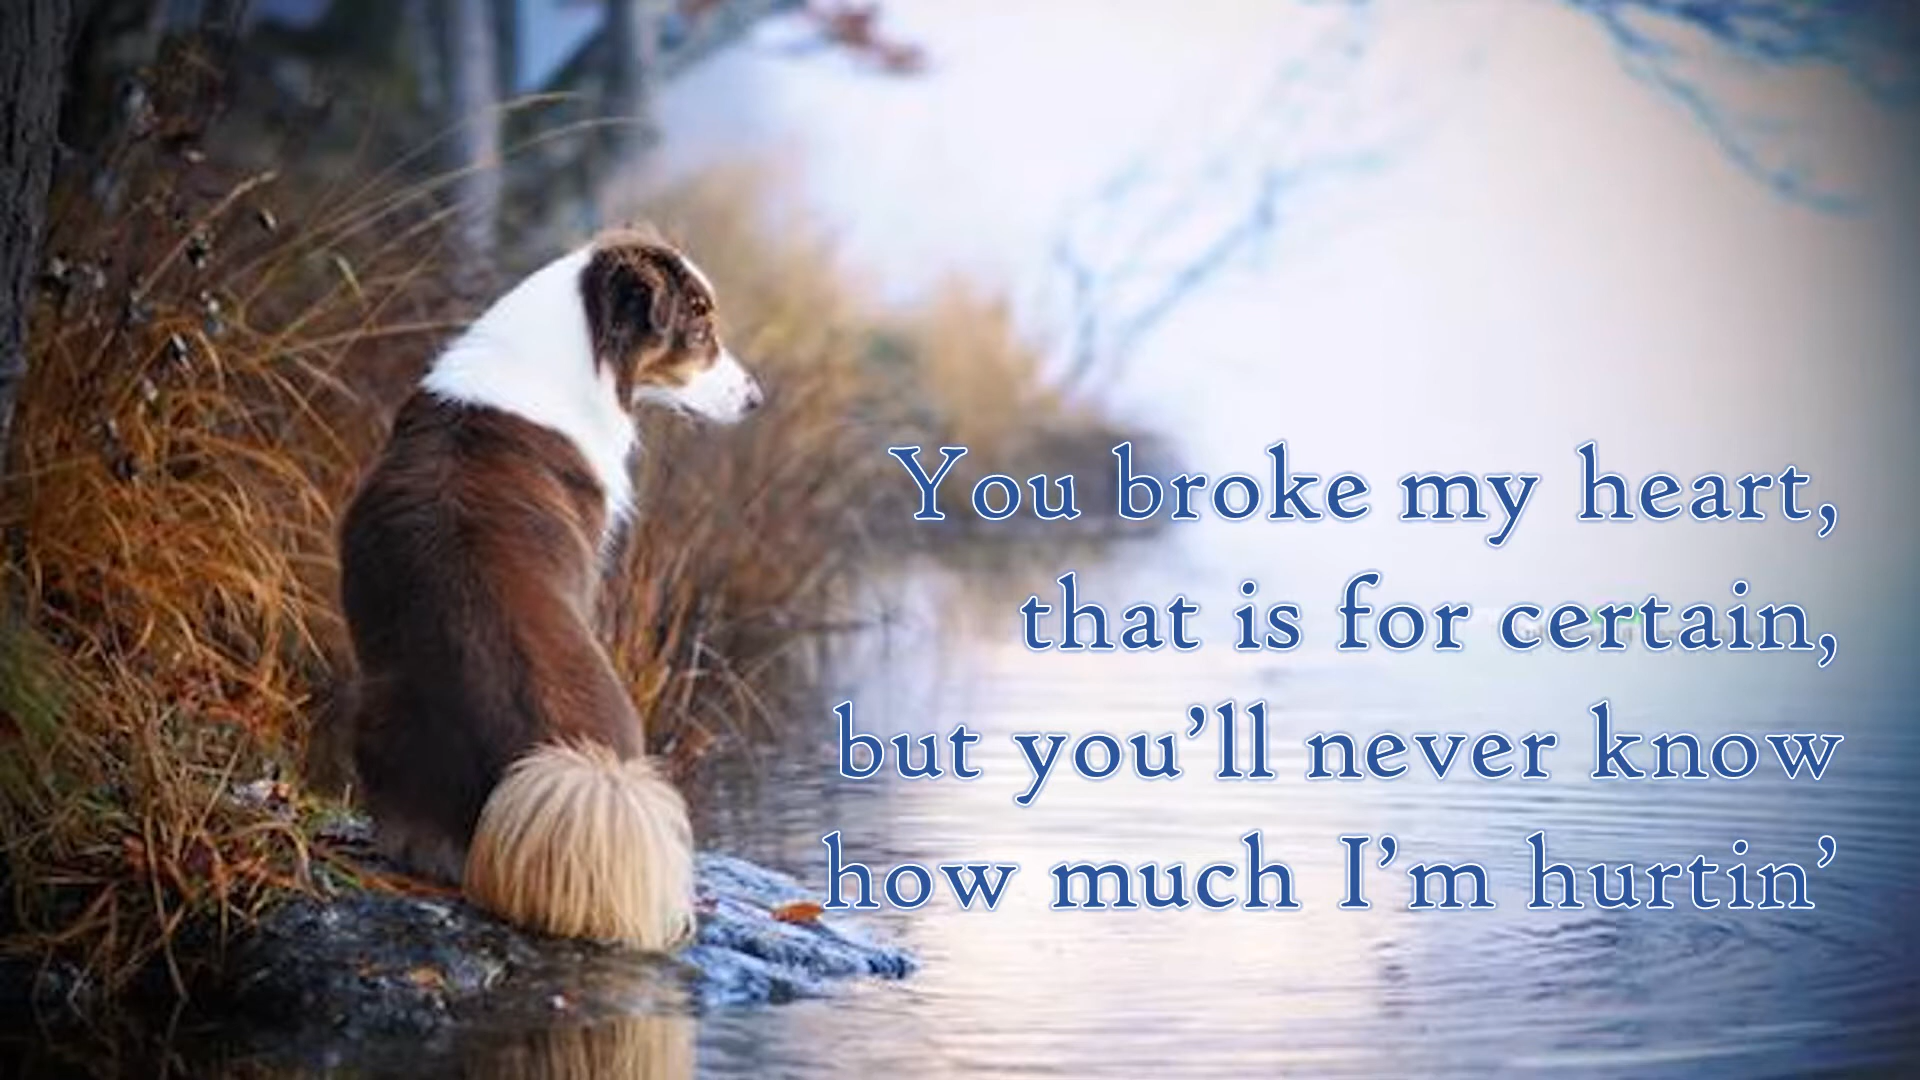 You broke my heart,
that is for certain,
but you’ll never know
how much I’m hurtin’